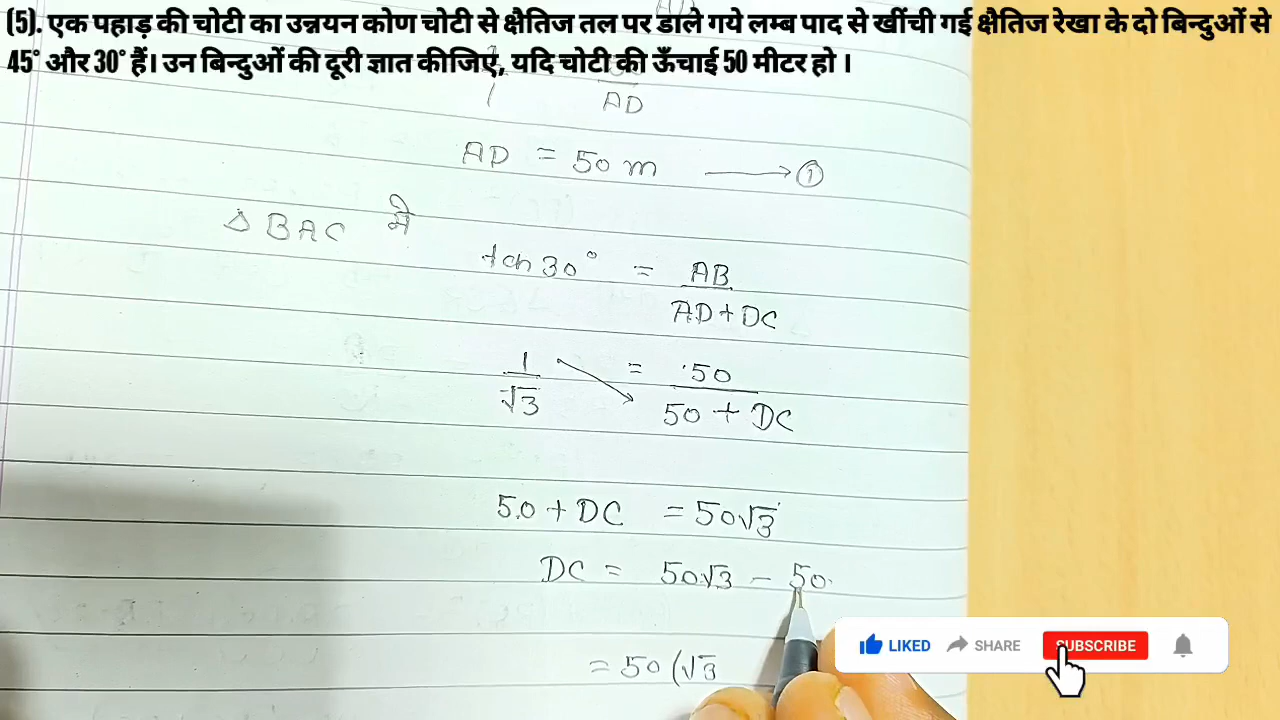 (5). एक पहाड़ की चोटी का उन्नयन कोण चोटी से क्षैतिज तल पर डाले गये लम्ब पाद से खींची गई क्षैतिज रेखा के दो बिन्दुओं से
45° और 30° हैं। उन बिन्दुओं की दूरी ज्ञात कीजिए, यदि चोटी की ऊँचाई 50 मीटर हो ।
1 AD
AD = 50 m ⟶ ①
Δ BAC में
tan 30° = AB
AD + DC
1 = 50
√3 50 + DC
50 + DC = 50√3
DC = 50√3 - 50
= 50 (√3
LIKED SHARE SUBSCRIBE